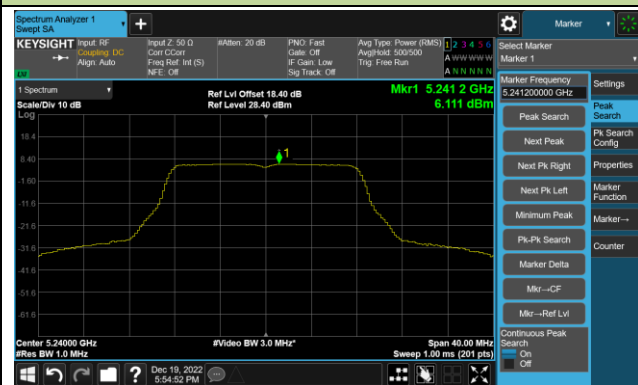 Spectrum Analyzer 1
Swept SA
Marker
KEYSIGHT
Input: RF
Coupling: DC
Align: Auto
Input Z: 50 Ω
Corr CCorr
Freq Ref: Int (S)
NFE: Off
#Atten: 20 dB
PNO: Fast
Gate: Off
IF Gain: Low
Sig Track: Off
Avg Type: Power (RMS)
Avg|Hold: 500/500
Trig: Free Run
1 2 3 4 5 6
A W W W W W
A N N N N N
Select Marker
Marker 1
1 Spectrum
Scale/Div 10 dB
Log
Ref Lvl Offset 18.40 dB
Ref Level 28.40 dBm
Mkr1 5.241 2 GHz
6.111 dBm
18.4
8.40
-1.60
-11.6
-21.6
-31.6
-41.6
-51.6
-61.6
1
Center 5.24000 GHz
#Res BW 1.0 MHz
#Video BW 3.0 MHz*
Span 40.00 MHz
Sweep 1.00 ms (201 pts)
Marker Frequency
5.241200000 GHz
Peak Search
Next Peak
Next Pk Right
Next Pk Left
Minimum Peak
Pk-Pk Search
Marker Delta
Mkr→CF
Mkr→Ref Lvl
Continuous Peak
Search
On
Off
Settings
Peak
Search
Pk Search
Config
Properties
Marker
Function
Marker→
Counter
Dec 19, 2022
5:54:52 PM